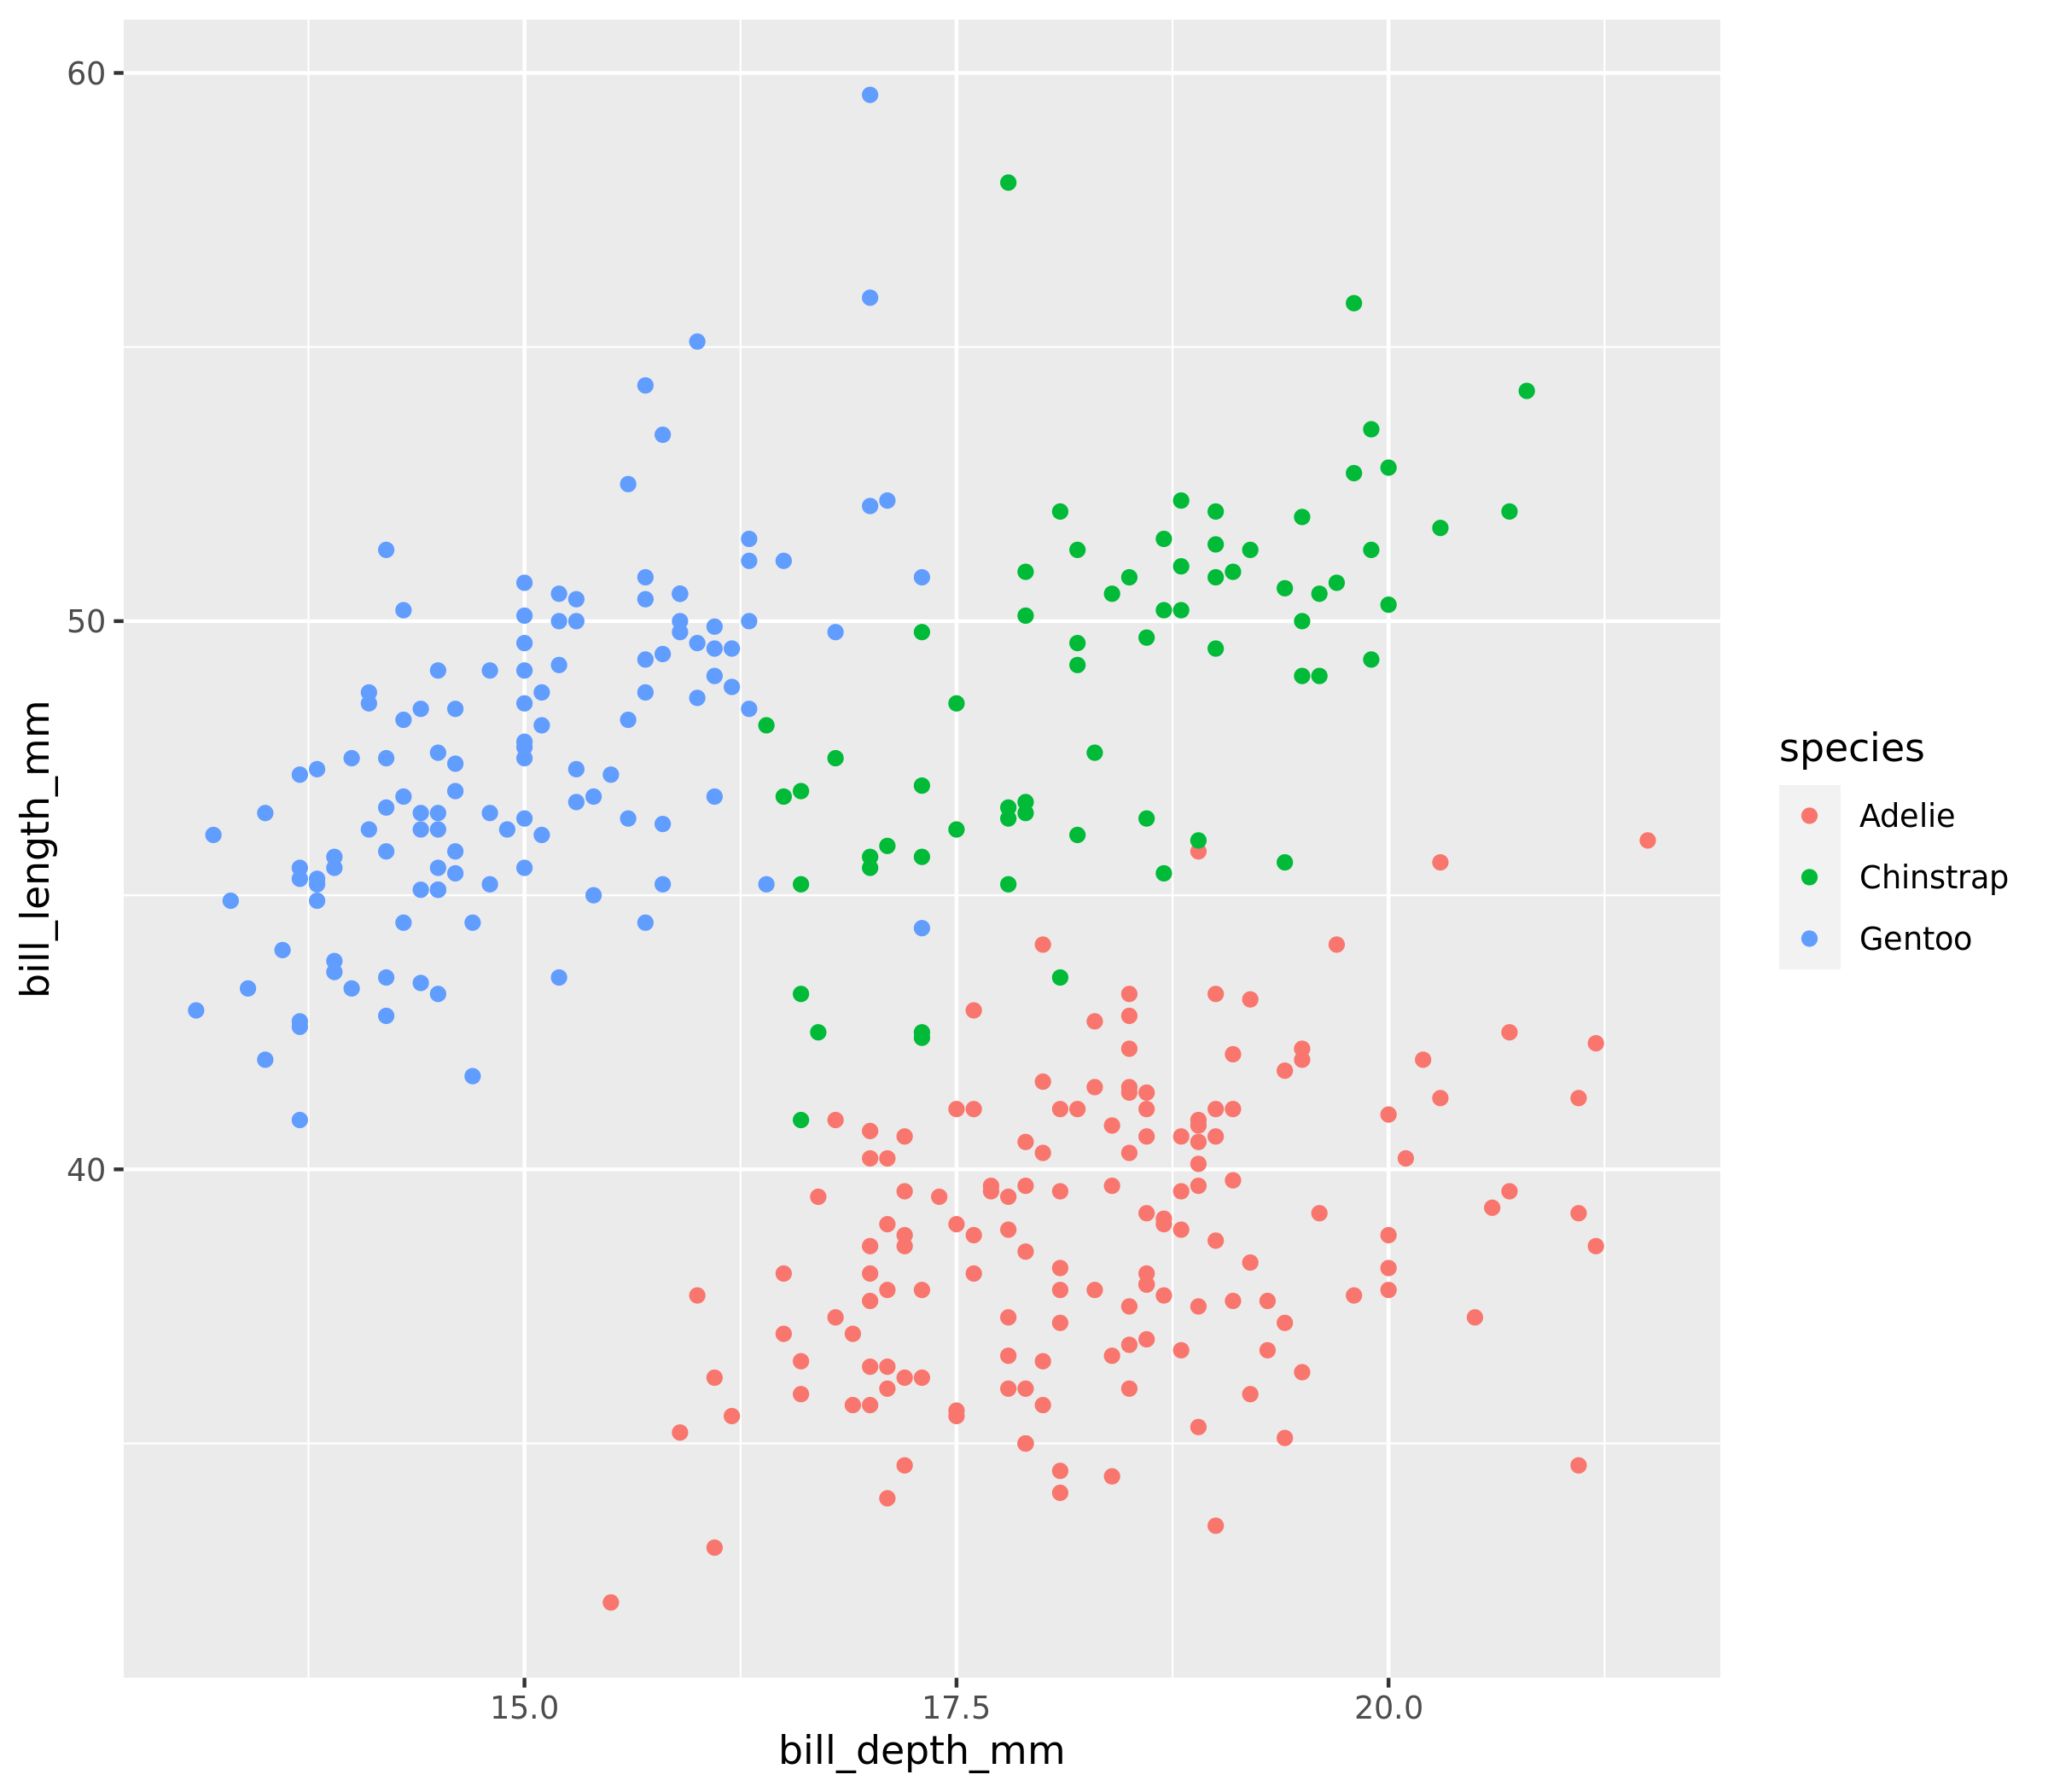 60
50
40
bill_length_mm
15.0
17.5
20.0
bill_depth_mm
species
Adelie
Chinstrap
Gentoo